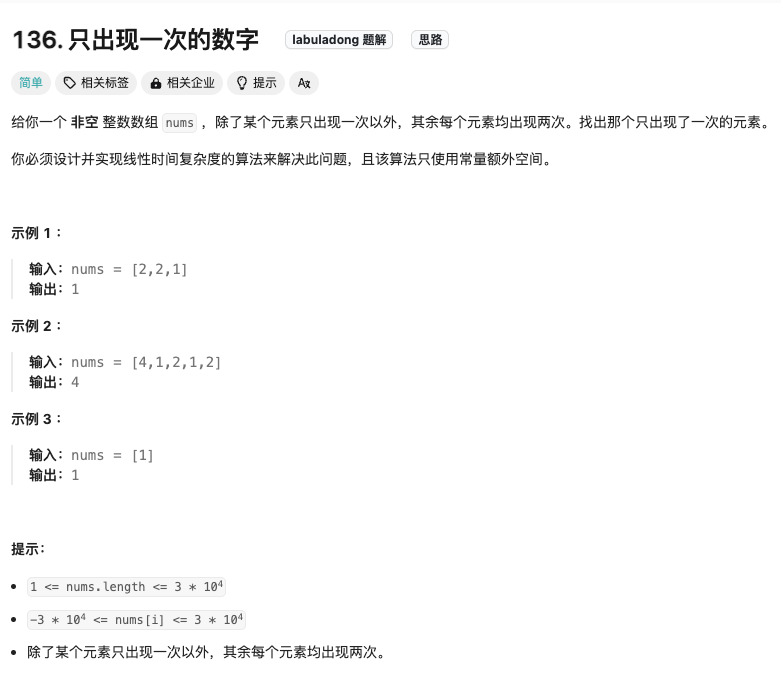 136. 只出现一次的数字 labuladong 题解 思路
简单 相关标签 相关企业 提示 Aз
给你一个 非空 整数数组 nums ，除了某个元素只出现一次以外，其余每个元素均出现两次。找出那个只出现了一次的元素。
你必须设计并实现线性时间复杂度的算法来解决此问题，且该算法只使用常量额外空间。
示例 1 ：
输入：nums = [2,2,1]
输出：1
示例 2 ：
输入：nums = [4,1,2,1,2]
输出：4
示例 3 ：
输入：nums = [1]
输出：1
提示：
• 1 <= nums.length <= 3 * 10⁴
• -3 * 10⁴ <= nums[i] <= 3 * 10⁴
• 除了某个元素只出现一次以外，其余每个元素均出现两次。